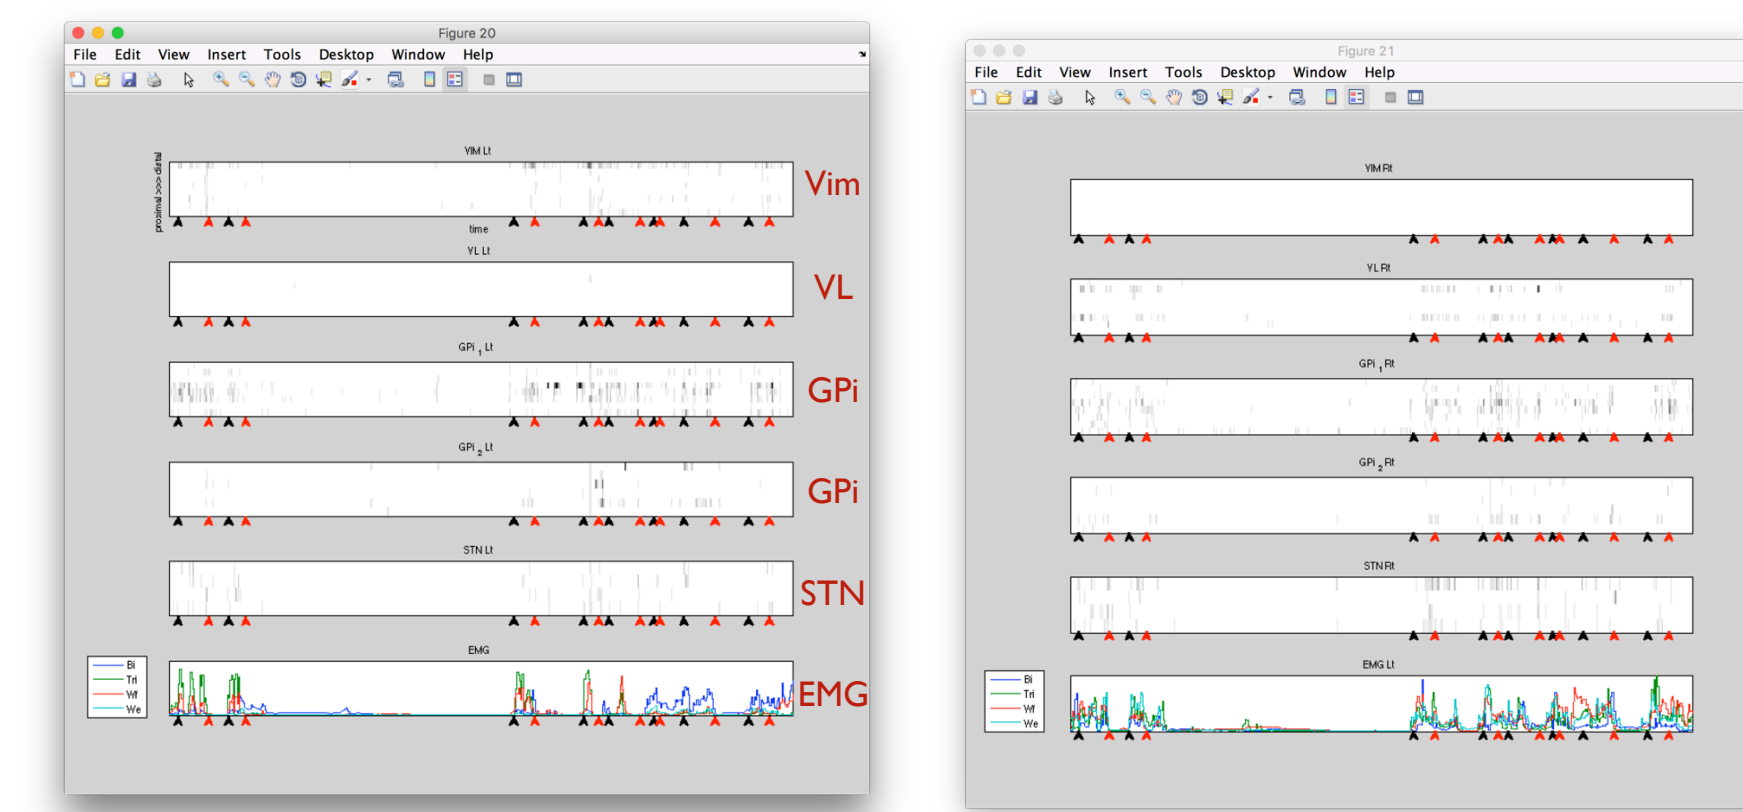 Figure 20
File Edit View Insert Tools Desktop Window Help
VIM Lt
proximal >>> distal
Vim
time
VL Lt
VL
GPi 1 Lt
GPi
GPi 2 Lt
GPi
STN Lt
STN
EMG
Bi
Tri
Wf
We
EMG
Figure 21
File Edit View Insert Tools Desktop Window Help
VIM Rt
VL Rt
GPi 1 Rt
GPi 2 Rt
STN Rt
EMG Lt
Bi
Tri
Wf
We